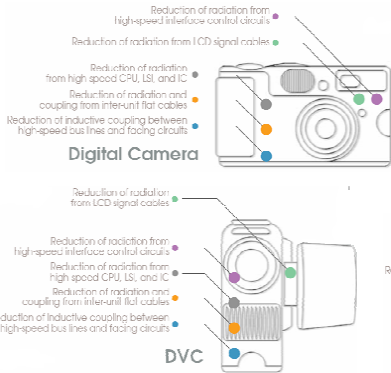 Reduction of radiation from
high-speed interface control circuits
Reduction of radiation from LCD signal cables
Reduction of radiation
from high speed CPU, LSI, and IC
Reduction of radiation and
coupling from inter-unit flat cables
Reduction of inductive coupling between
high-speed bus lines and facing circuits
Digital Camera
Reduction of radiation
from LCD signal cables
Reduction of radiation from
high-speed interface control circuits
Reduction of radiation from
high speed CPU, LSI, and IC
Reduction of radiation and
coupling from inter-unit flat cables
duction of inductive coupling between
high-speed bus lines and facing circuits
DVC
R